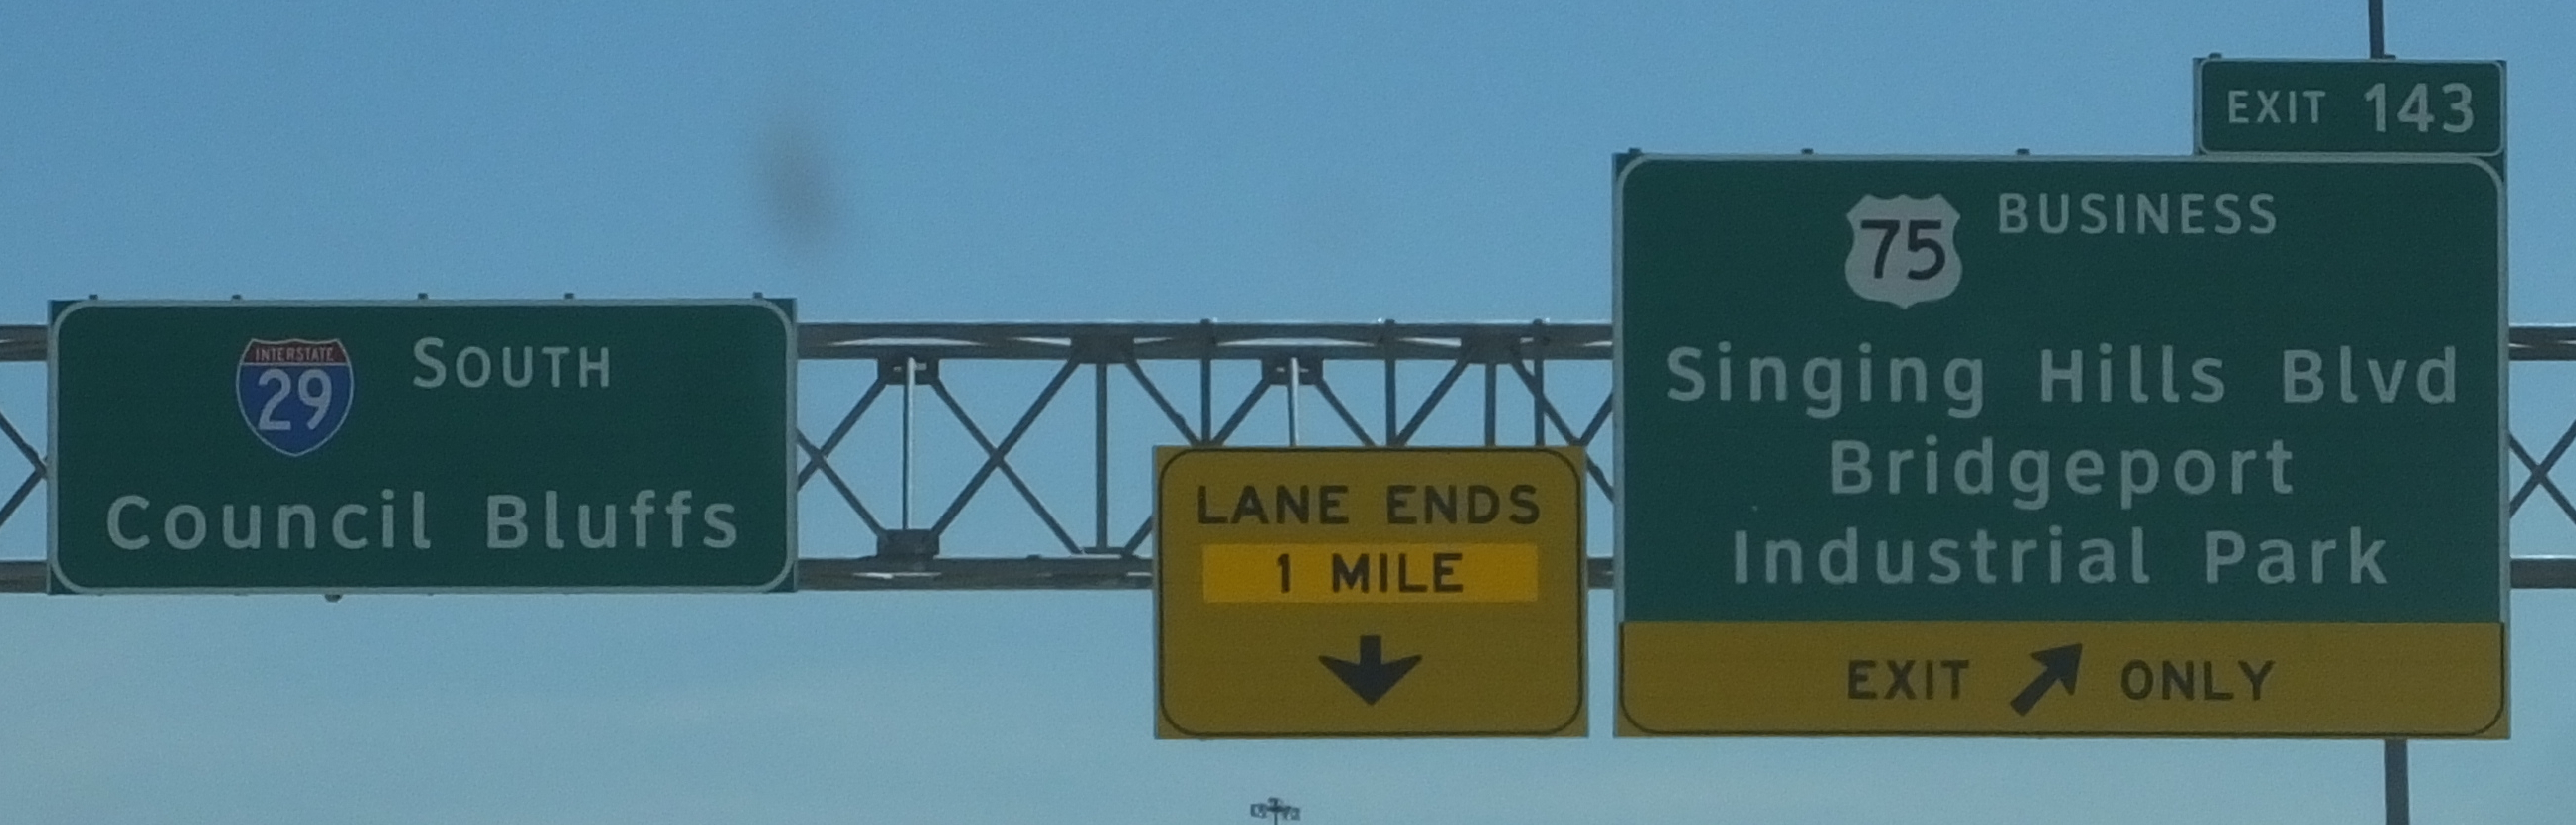 INTERSTATE
29 SOUTH
Council Bluffs
LANE ENDS
1 MILE
EXIT 143
75 BUSINESS
Singing Hills Blvd
Bridgeport
Industrial Park
EXIT ONLY